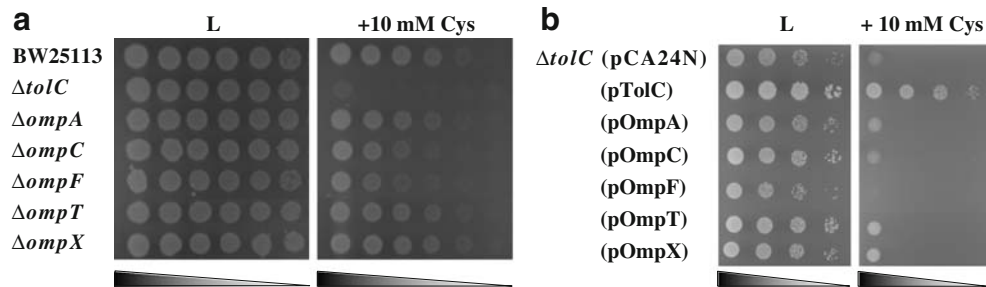 a
L
+10 mM Cys
BW25113
ΔtolC
ΔompA
ΔompC
ΔompF
ΔompT
ΔompX
b
L
+ 10 mM Cys
ΔtolC (pCA24N)
(pTolC)
(pOmpA)
(pOmpC)
(pOmpF)
(pOmpT)
(pOmpX)